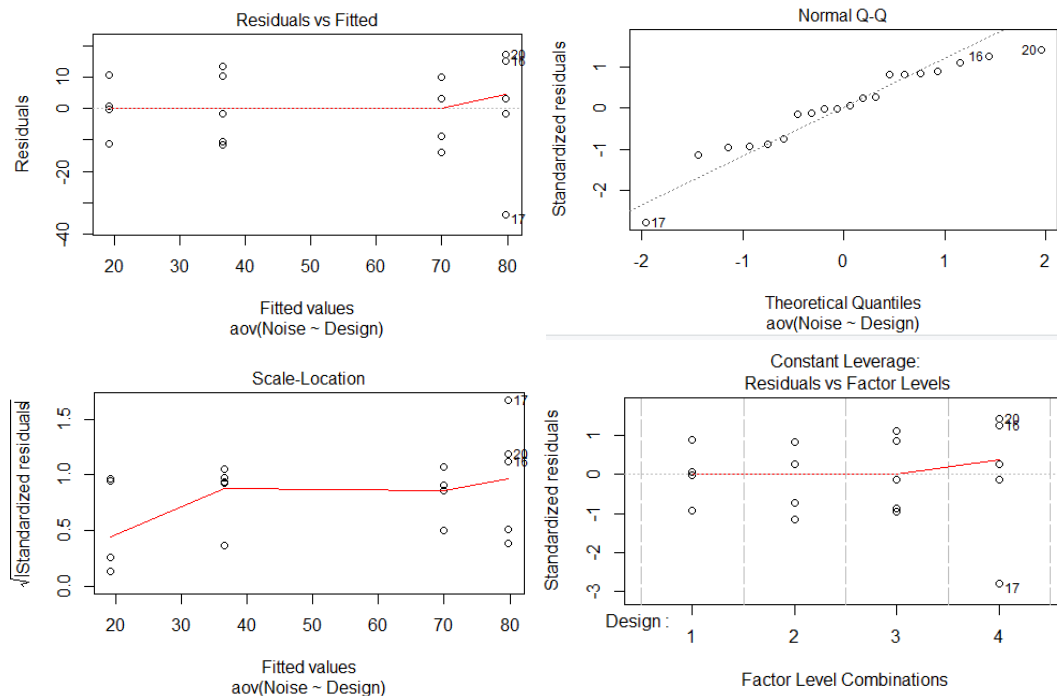 Residuals vs Fitted
Residuals
10
0
-20
-40
20
16
17
20 30 40 50 60 70 80
Fitted values
aov(Noise ~ Design)
Normal Q-Q
Standardized residuals
1
0
-1
-2
16
20
17
-2 -1 0 1 2
Theoretical Quantiles
aov(Noise ~ Design)
Scale-Location
√|Standardized residuals|
1.5
1.0
0.5
0.0
17
20
16
20 30 40 50 60 70 80
Fitted values
aov(Noise ~ Design)
Constant Leverage:
Residuals vs Factor Levels
Standardized residuals
1
0
-1
-2
-3
20
16
17
Design :
1 2 3 4
Factor Level Combinations